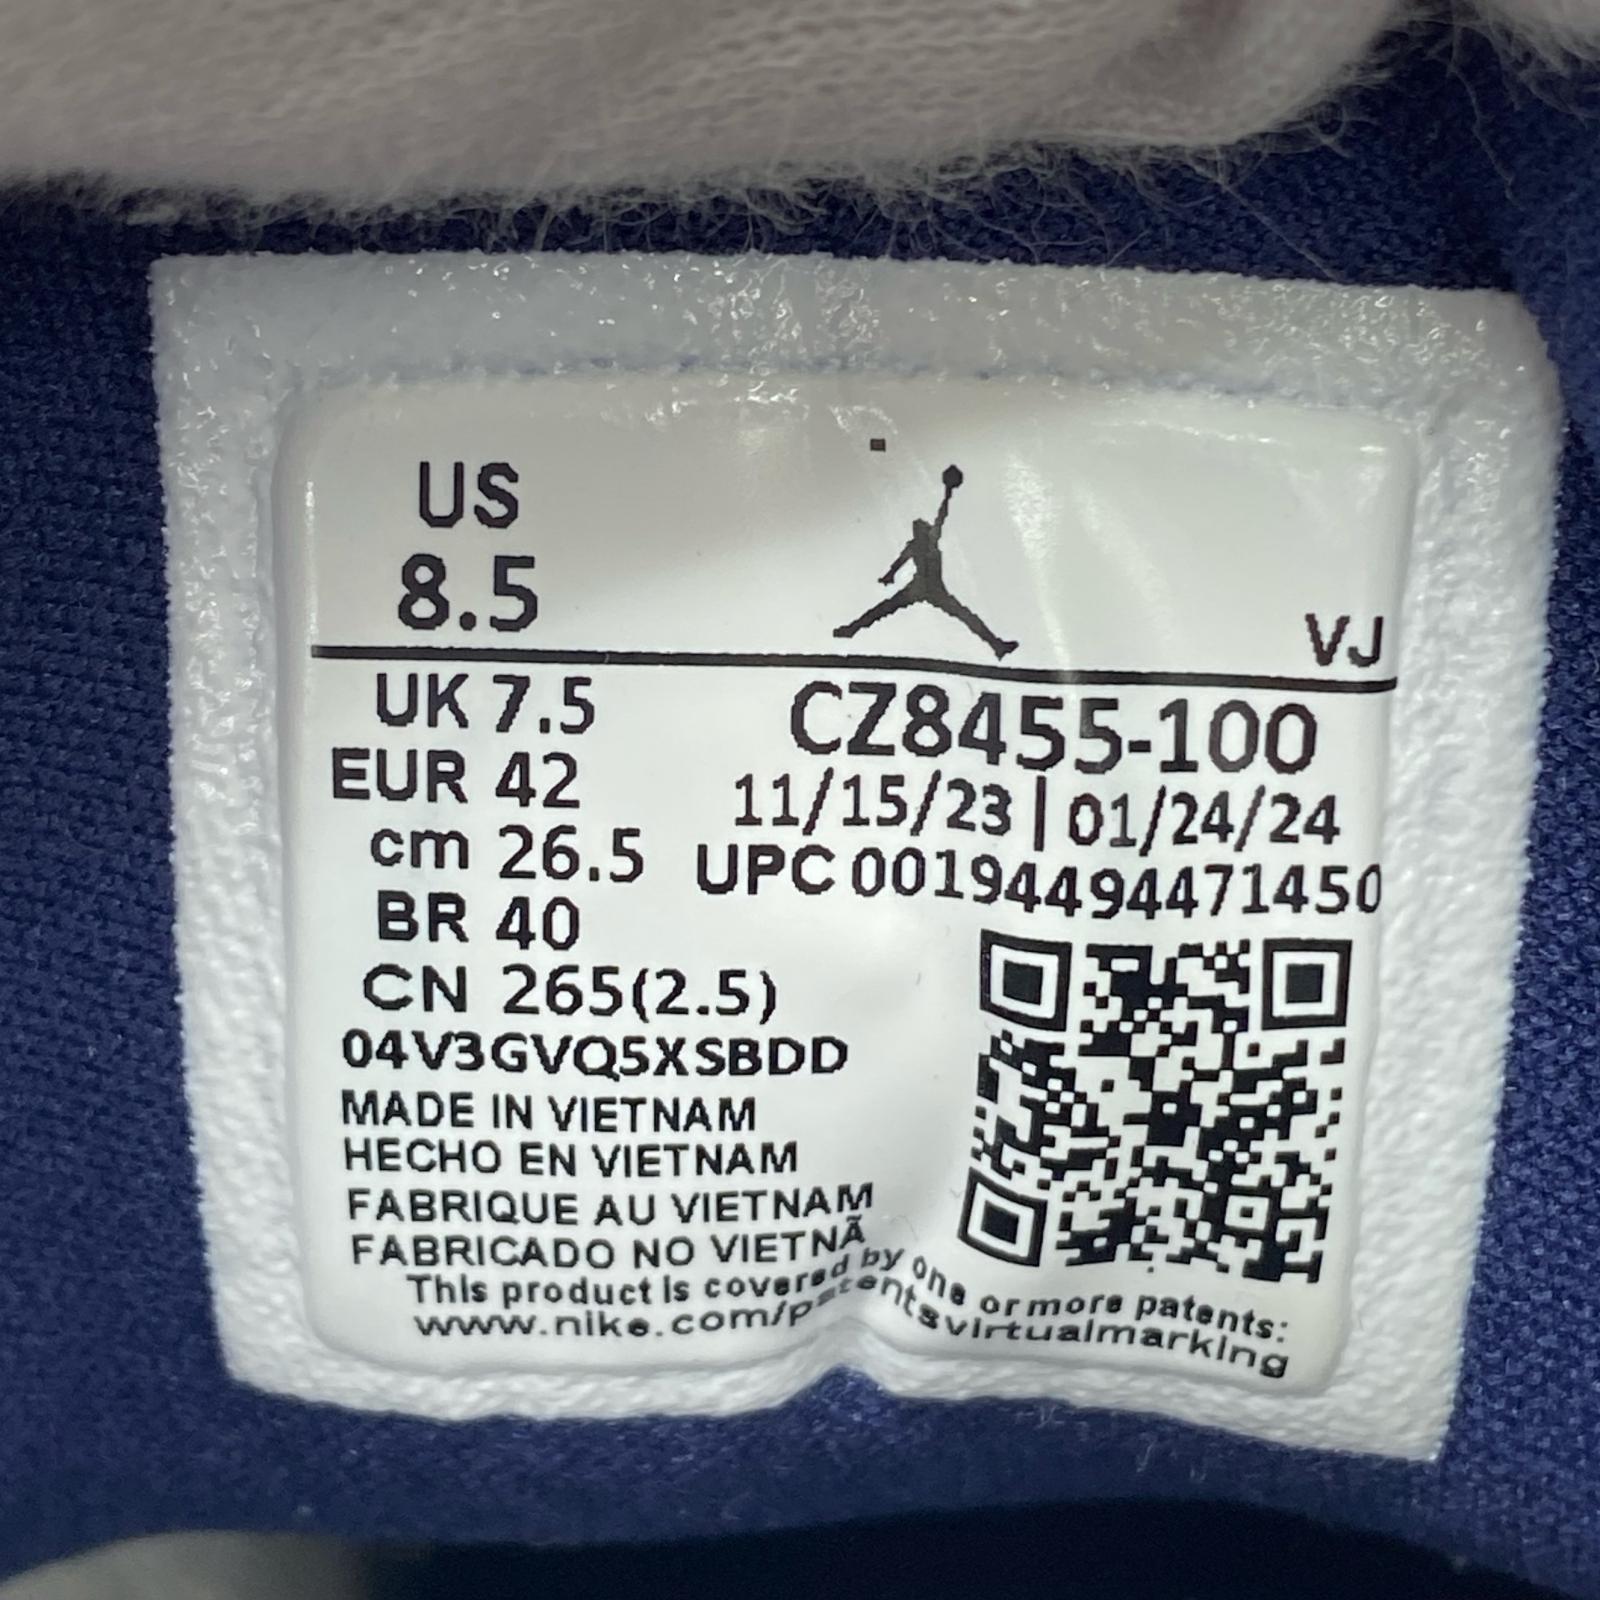 US
8.5
VJ
UK 7.5
EUR 42
cm 26.5
BR 40
CN 265(2.5)
CZ8455-100
11/15/23 | 01/24/24
UPC 00194494471450
04V3GVQ5XSBDD
MADE IN VIETNAM
HECHO EN VIETNAM
FABRIQUE AU VIETNAM
FABRICADO NO VIETNÃ
This product is covered by one or more patents:
www.nike.com/patentsvirtualmarking